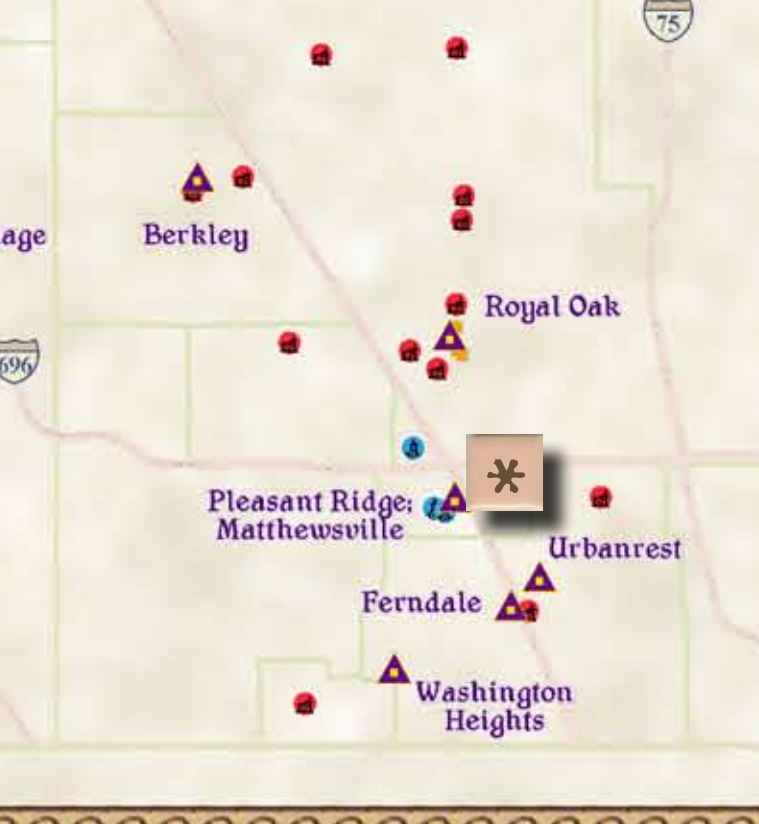 75
Berkley
age
Royal Oak
696
*
Pleasant Ridge;
Matthewsville
Urbanrest
Ferndale
Washington
Heights